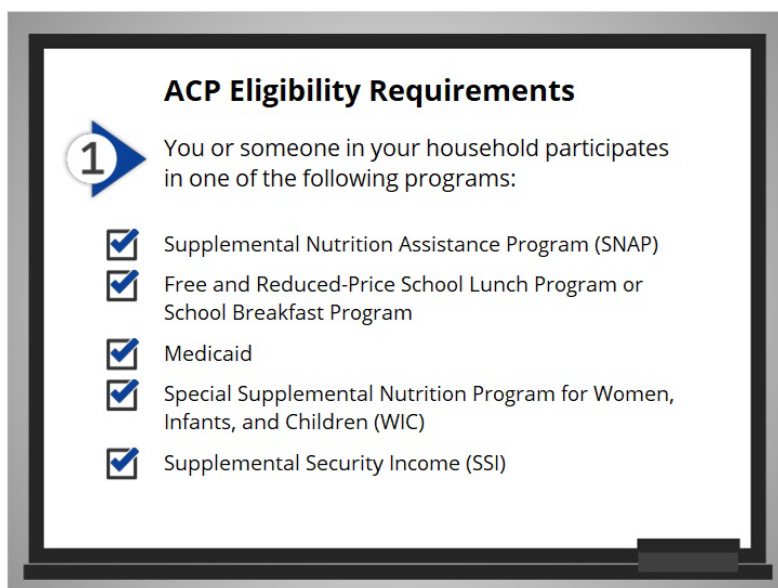 ACP Eligibility Requirements
1
You or someone in your household participates
in one of the following programs:
Supplemental Nutrition Assistance Program (SNAP)
Free and Reduced-Price School Lunch Program or
School Breakfast Program
Medicaid
Special Supplemental Nutrition Program for Women,
Infants, and Children (WIC)
Supplemental Security Income (SSI)